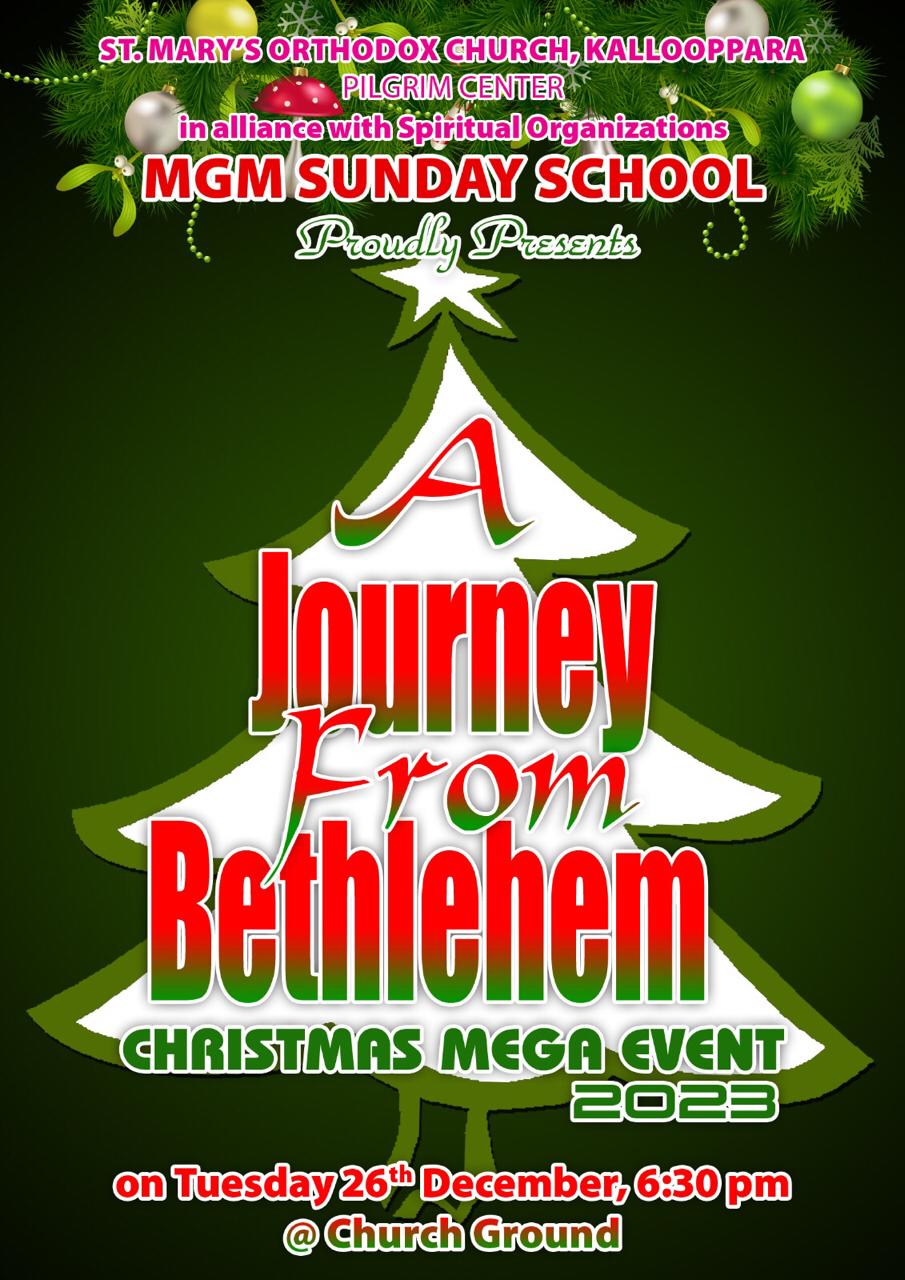 ST. MARY'S ORTHODOX CHURCH, KALLOOPPARA
PILGRIM CENTER
in alliance with Spiritual Organizations
MGM SUNDAY SCHOOL
Proudly Presents
A
Journey
From
Bethlehem
CHRISTMAS MEGA EVENT
2023
on Tuesday 26th December, 6:30 pm
@ Church Ground